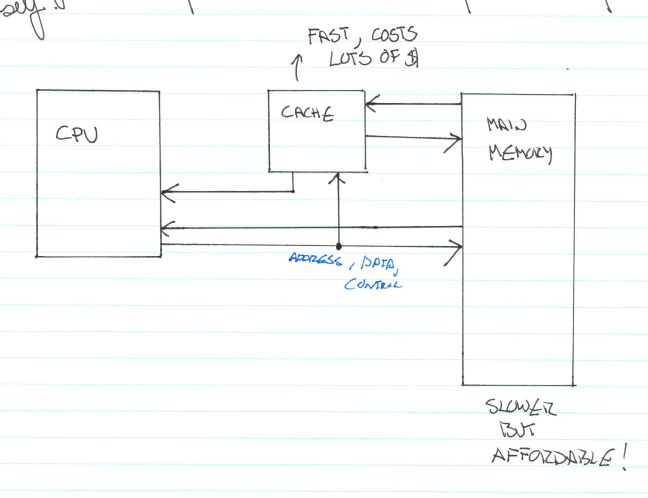 FAST, COSTS
LOTS OF $
CACHE
CPU
MAIN
MEMORY
ADDRESS, DATA,
CONTROL
SLOWER
BUT
AFFORDABLE!